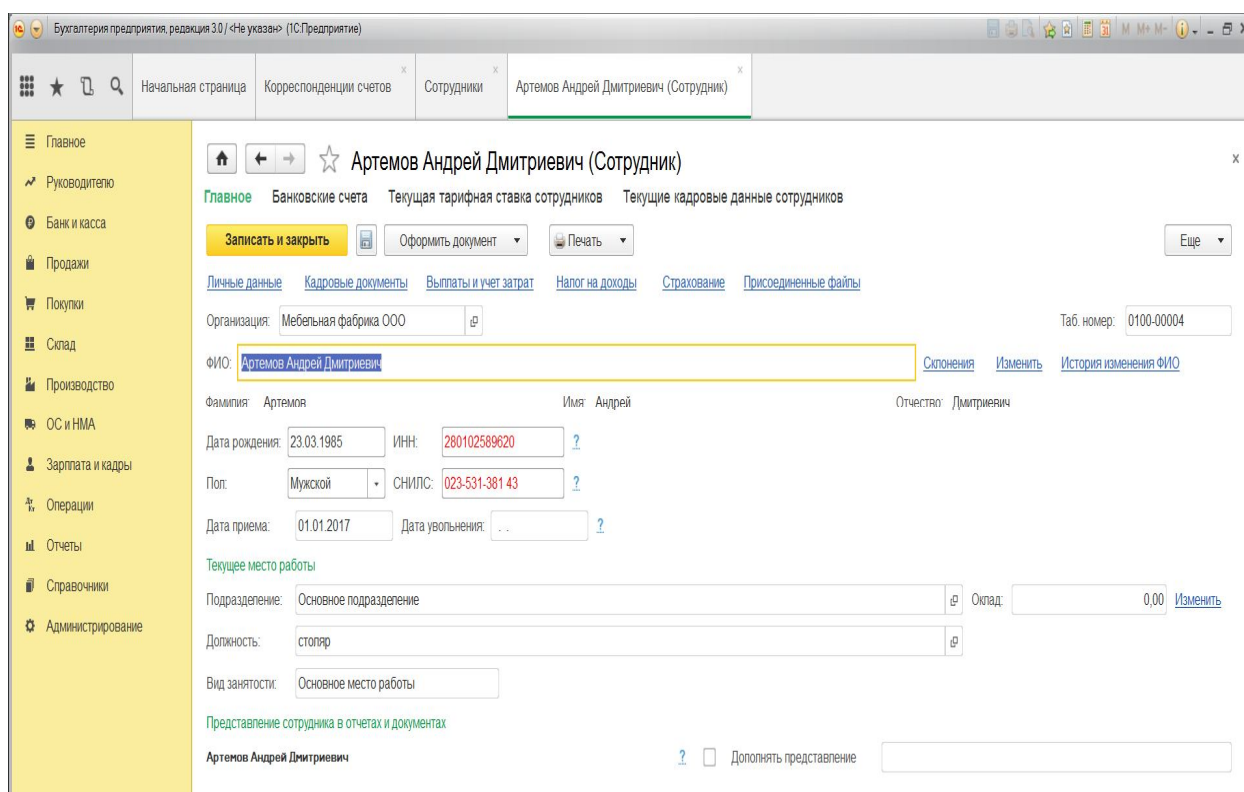 Бухгалтерия предприятия, редакция 3.0 / <Не указан> (1С:Предприятие)
M M+ M-
Начальная страница Корреспонденции счетов Сотрудники Артемов Андрей Дмитриевич (Сотрудник)
Главное
Руководителю
Банк и касса
Продажи
Покупки
Склад
Производство
ОС и НМА
Зарплата и кадры
Операции
Отчеты
Справочники
Администрирование
Артемов Андрей Дмитриевич (Сотрудник)
Главное Банковские счета Текущая тарифная ставка сотрудников Текущие кадровые данные сотрудников
Записать и закрыть Оформить документ Печать Еще
Личные данные Кадровые документы Выплаты и учет затрат Налог на доходы Страхование Присоединенные файлы
Организация: Мебельная фабрика ООО Таб. номер: 0100-00004
ФИО: Артемов Андрей Дмитриевич Склонения Изменить История изменения ФИО
Фамилия: Артемов Имя: Андрей Отчество: Дмитриевич
Дата рождения: 23.03.1985 ИНН: 280102589620 ?
Пол: Мужской СНИЛС: 023-531-381 43 ?
Дата приема: 01.01.2017 Дата увольнения: . . ?
Текущее место работы
Подразделение: Основное подразделение Оклад: 0,00 Изменить
Должность: столяр
Вид занятости: Основное место работы
Представление сотрудника в отчетах и документах
Артемов Андрей Дмитриевич ? Дополнять представление